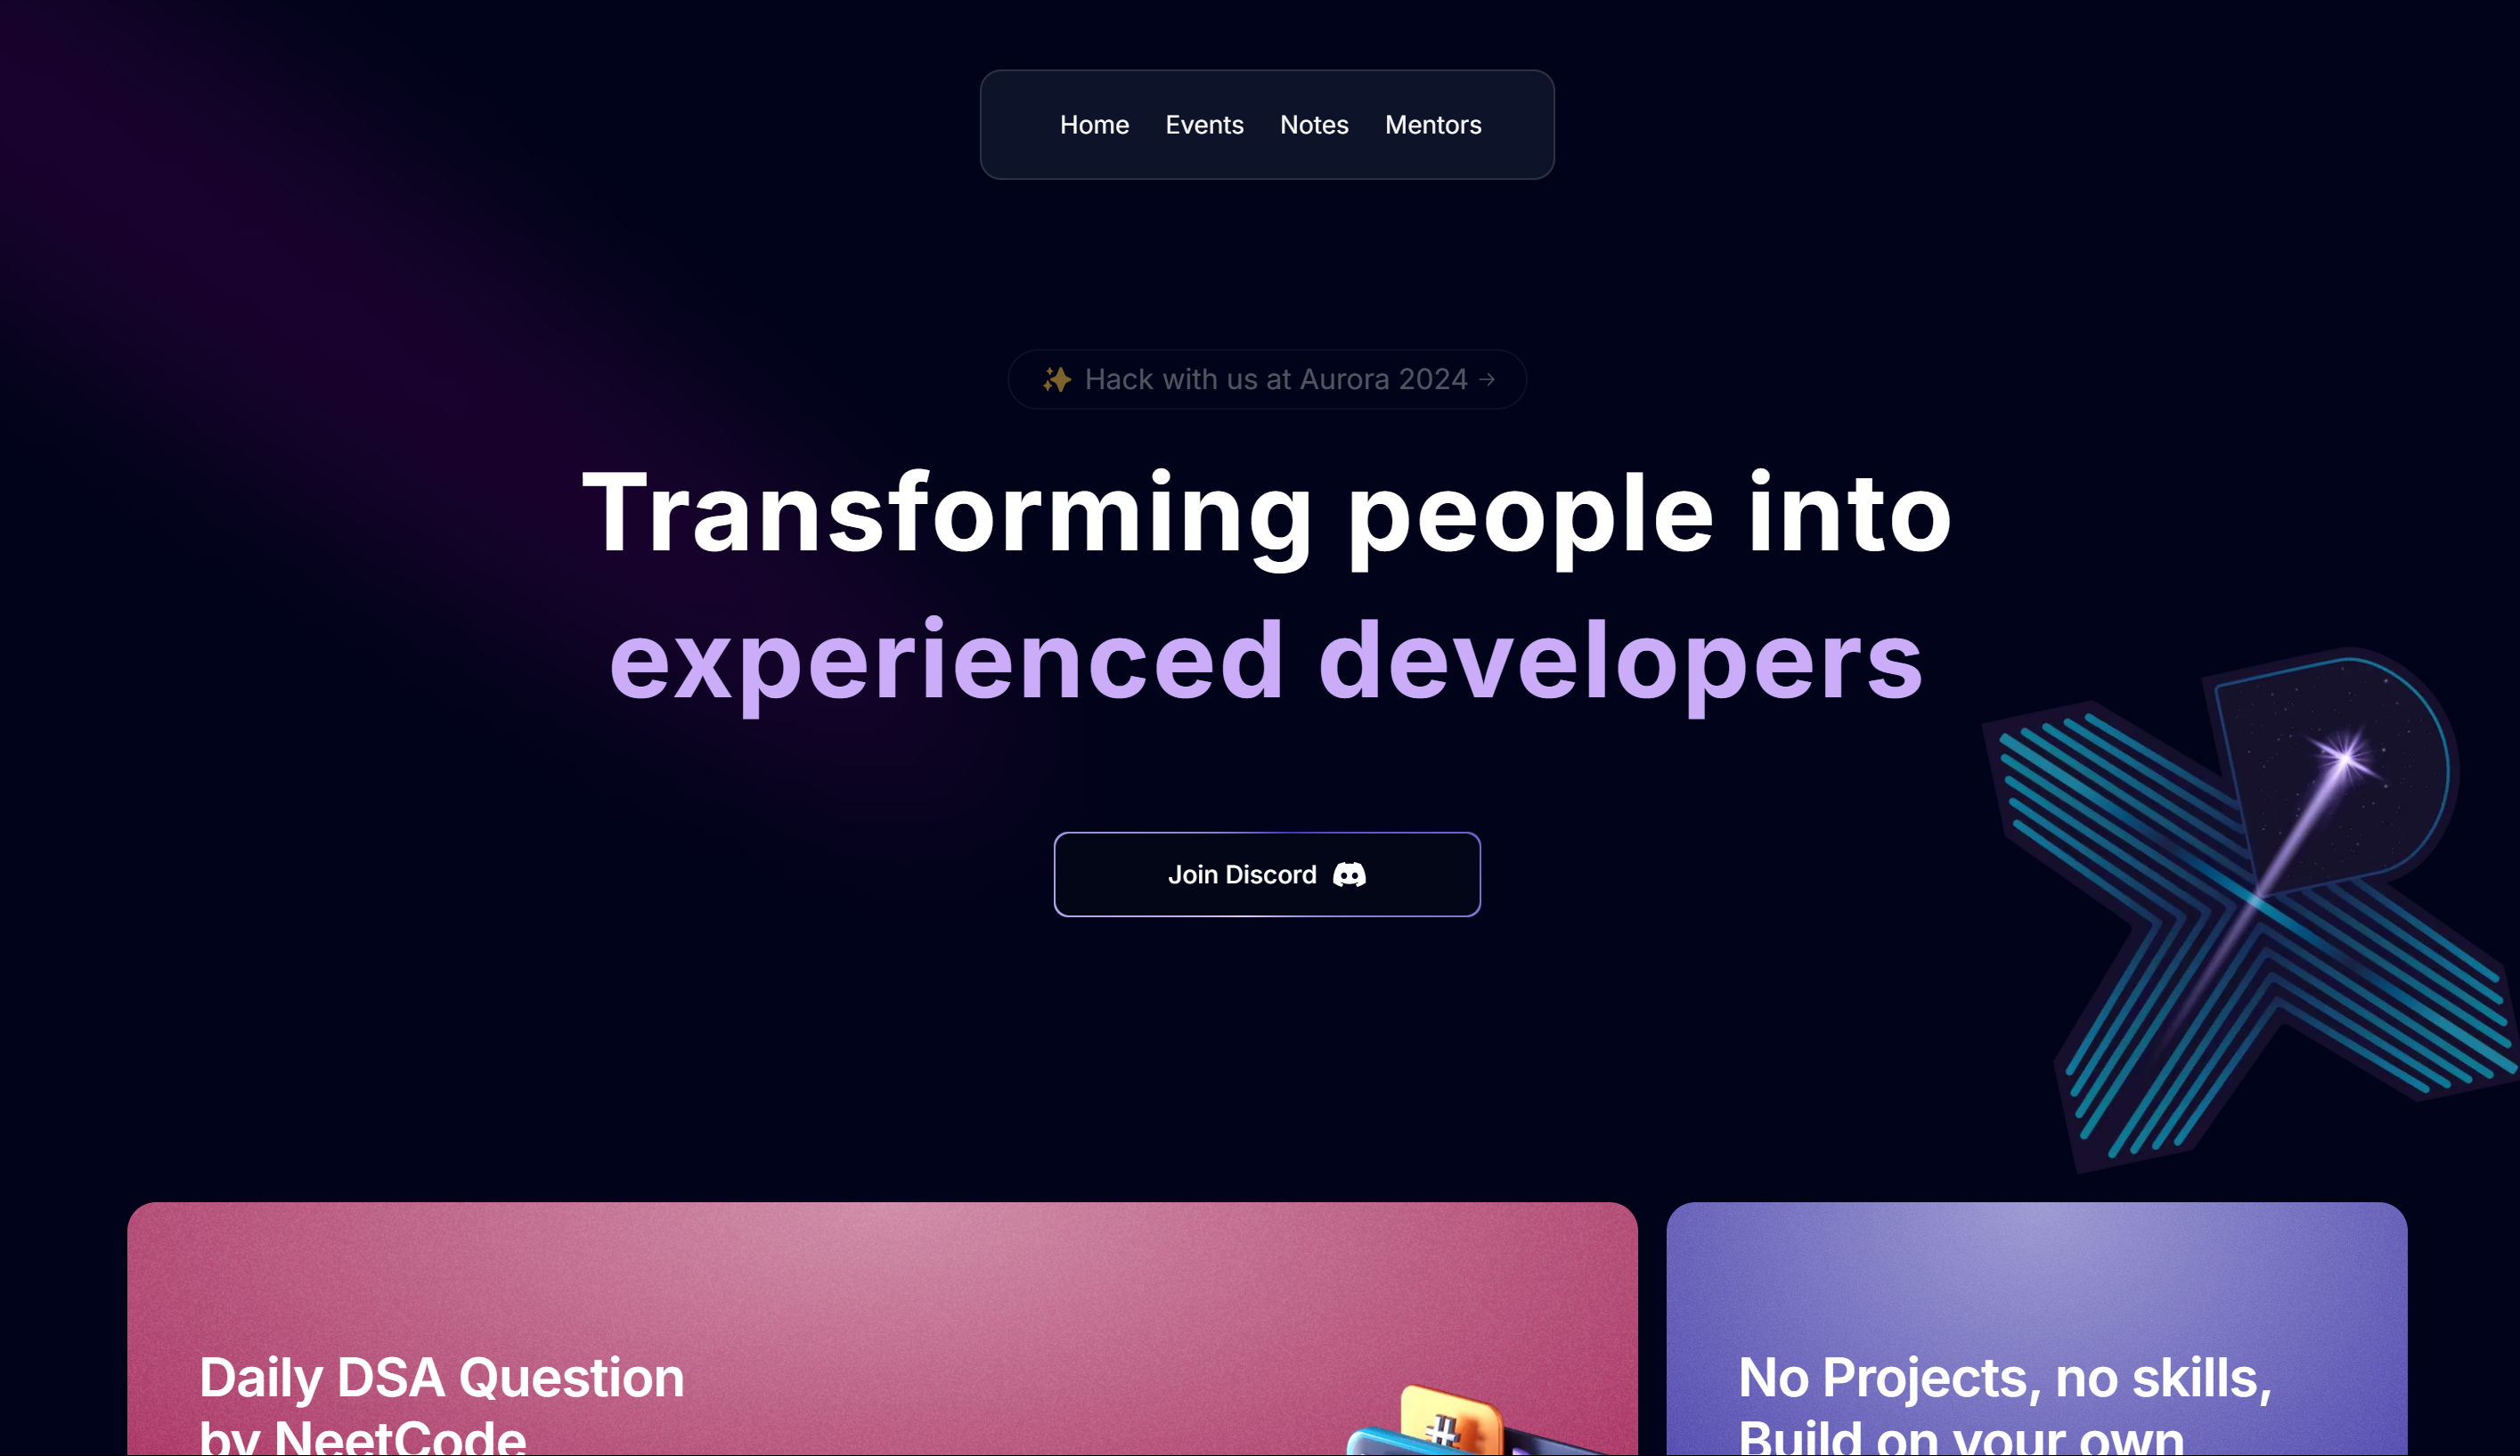 Home Events Notes Mentors
✨ Hack with us at Aurora 2024 →
Transforming people into
experienced developers
Join Discord
Daily DSA Question
by NeetCode
No Projects, no skills,
Build on your own
#